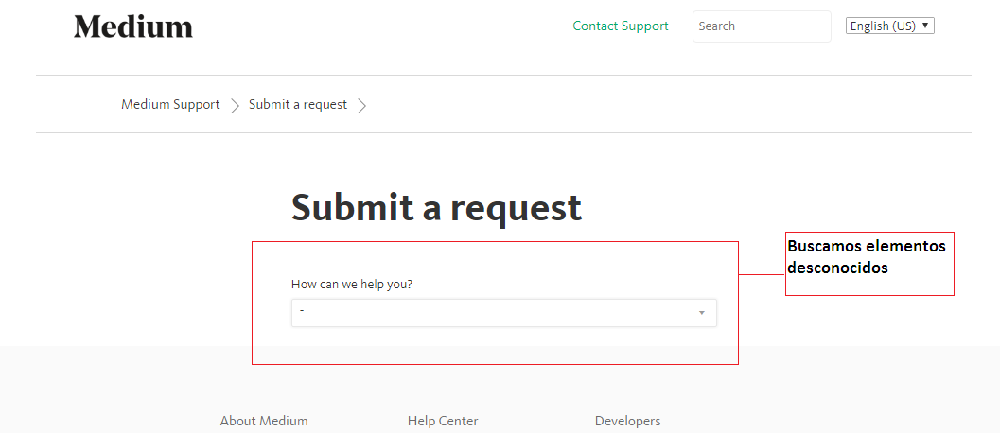 Medium
Contact Support
Search
English (US)
Medium Support
Submit a request
Submit a request
Buscamos elementos
desconocidos
How can we help you?
-
About Medium
Help Center
Developers